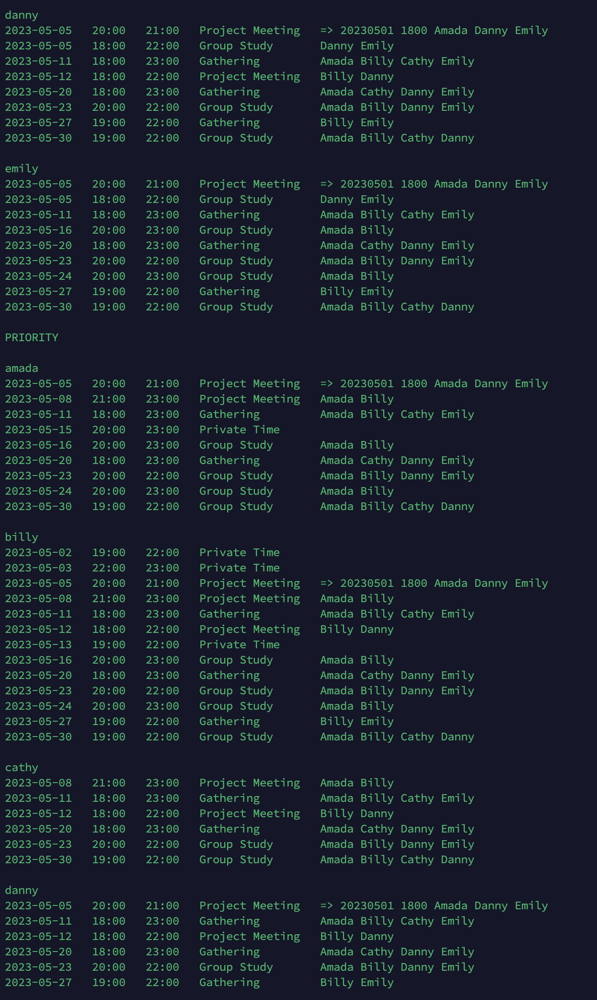 danny
2023-05-05   20:00   21:00   Project Meeting   => 20230501 1800 Amada Danny Emily
2023-05-05   18:00   22:00   Group Study       Danny Emily
2023-05-11   18:00   23:00   Gathering         Amada Billy Cathy Emily
2023-05-12   18:00   22:00   Project Meeting   Billy Danny
2023-05-20   18:00   23:00   Gathering         Amada Cathy Danny Emily
2023-05-23   20:00   22:00   Group Study       Amada Billy Danny Emily
2023-05-27   19:00   22:00   Gathering         Billy Emily
2023-05-30   19:00   22:00   Group Study       Amada Billy Cathy Danny

emily
2023-05-05   20:00   21:00   Project Meeting   => 20230501 1800 Amada Danny Emily
2023-05-05   18:00   22:00   Group Study       Danny Emily
2023-05-11   18:00   23:00   Gathering         Amada Billy Cathy Emily
2023-05-16   20:00   23:00   Group Study       Amada Billy
2023-05-20   18:00   23:00   Gathering         Amada Cathy Danny Emily
2023-05-23   20:00   22:00   Group Study       Amada Billy Danny Emily
2023-05-24   20:00   23:00   Group Study       Amada Billy
2023-05-27   19:00   22:00   Gathering         Billy Emily
2023-05-30   19:00   22:00   Group Study       Amada Billy Cathy Danny

PRIORITY

amada
2023-05-05   20:00   21:00   Project Meeting   => 20230501 1800 Amada Danny Emily
2023-05-08   21:00   23:00   Project Meeting   Amada Billy
2023-05-11   18:00   23:00   Gathering         Amada Billy Cathy Emily
2023-05-15   20:00   23:00   Private Time
2023-05-16   20:00   23:00   Group Study       Amada Billy
2023-05-20   18:00   23:00   Gathering         Amada Cathy Danny Emily
2023-05-23   20:00   22:00   Group Study       Amada Billy Danny Emily
2023-05-24   20:00   23:00   Group Study       Amada Billy
2023-05-30   19:00   22:00   Group Study       Amada Billy Cathy Danny

billy
2023-05-02   19:00   22:00   Private Time
2023-05-03   22:00   23:00   Private Time
2023-05-05   20:00   21:00   Project Meeting   => 20230501 1800 Amada Danny Emily
2023-05-08   21:00   23:00   Project Meeting   Amada Billy
2023-05-11   18:00   23:00   Gathering         Amada Billy Cathy Emily
2023-05-12   18:00   22:00   Project Meeting   Billy Danny
2023-05-13   19:00   22:00   Private Time
2023-05-16   20:00   23:00   Group Study       Amada Billy
2023-05-20   18:00   23:00   Gathering         Amada Cathy Danny Emily
2023-05-23   20:00   22:00   Group Study       Amada Billy Danny Emily
2023-05-24   20:00   23:00   Group Study       Amada Billy
2023-05-27   19:00   22:00   Gathering         Billy Emily
2023-05-30   19:00   22:00   Group Study       Amada Billy Cathy Danny

cathy
2023-05-08   21:00   23:00   Project Meeting   Amada Billy
2023-05-11   18:00   23:00   Gathering         Amada Billy Cathy Emily
2023-05-12   18:00   22:00   Project Meeting   Billy Danny
2023-05-20   18:00   23:00   Gathering         Amada Cathy Danny Emily
2023-05-23   20:00   22:00   Group Study       Amada Billy Danny Emily
2023-05-30   19:00   22:00   Group Study       Amada Billy Cathy Danny

danny
2023-05-05   20:00   21:00   Project Meeting   => 20230501 1800 Amada Danny Emily
2023-05-11   18:00   23:00   Gathering         Amada Billy Cathy Emily
2023-05-12   18:00   22:00   Project Meeting   Billy Danny
2023-05-20   18:00   23:00   Gathering         Amada Cathy Danny Emily
2023-05-23   20:00   22:00   Group Study       Amada Billy Danny Emily
2023-05-27   19:00   22:00   Gathering         Billy Emily